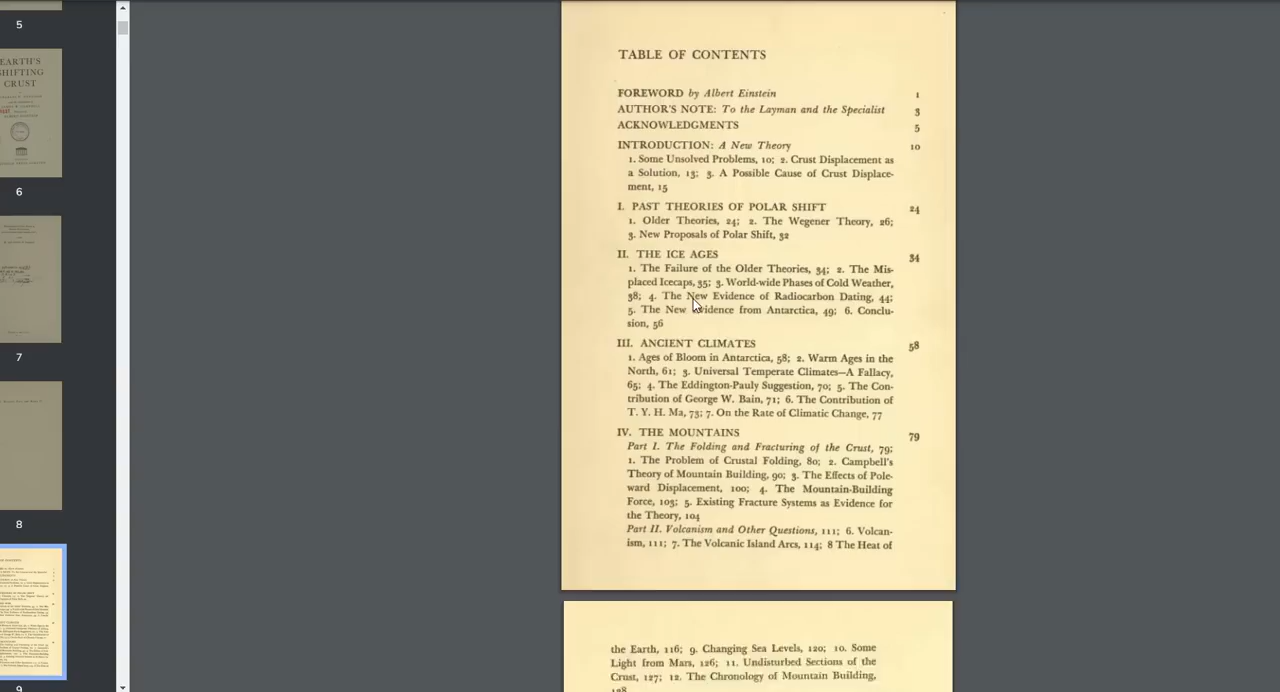 5
EARTH'S
SHIFTING
CRUST
6
7
8
9
TABLE OF CONTENTS
FOREWORD by Albert Einstein 1
AUTHOR'S NOTE: To the Layman and the Specialist 3
ACKNOWLEDGMENTS 5
INTRODUCTION: A New Theory 10
1. Some Unsolved Problems, 10; 2. Crust Displacement as
a Solution, 13; 3. A Possible Cause of Crust Displace-
ment, 15
I. PAST THEORIES OF POLAR SHIFT 24
1. Older Theories, 24; 2. The Wegener Theory, 26;
3. New Proposals of Polar Shift, 32
II. THE ICE AGES 34
1. The Failure of the Older Theories, 34; 2. The Mis-
placed Icecaps, 35; 3. World-wide Phases of Cold Weather,
38; 4. The New Evidence of Radiocarbon Dating, 44;
5. The New Evidence from Antarctica, 49; 6. Conclu-
sion, 56
III. ANCIENT CLIMATES 58
1. Ages of Bloom in Antarctica, 58; 2. Warm Ages in the
North, 61; 3. Universal Temperate Climates—A Fallacy,
65; 4. The Eddington-Pauly Suggestion, 70; 5. The Con-
tribution of George W. Bain, 71; 6. The Contribution of
T. Y. H. Ma, 73; 7. On the Rate of Climatic Change, 77
IV. THE MOUNTAINS 79
Part I. The Folding and Fracturing of the Crust, 79;
1. The Problem of Crustal Folding, 80; 2. Campbell's
Theory of Mountain Building, 90; 3. The Effects of Pole-
ward Displacement, 100; 4. The Mountain-Building
Force, 103; 5. Existing Fracture Systems as Evidence for
the Theory, 104
Part II. Volcanism and Other Questions, 111; 6. Volcan-
ism, 111; 7. The Volcanic Island Arcs, 114; 8 The Heat of
the Earth, 116; 9. Changing Sea Levels, 120; 10. Some
Light from Mars, 126; 11. Undisturbed Sections of the
Crust, 127; 12. The Chronology of Mountain Building,
128